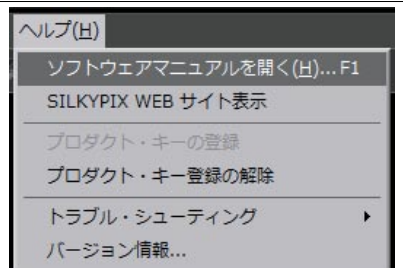 ヘルプ(H)
ソフトウェアマニュアルを開く(H)... F1
SILKYPIX WEB サイト表示
プロダクト・キーの登録
プロダクト・キー登録の解除
トラブル・シューティング
バージョン情報...